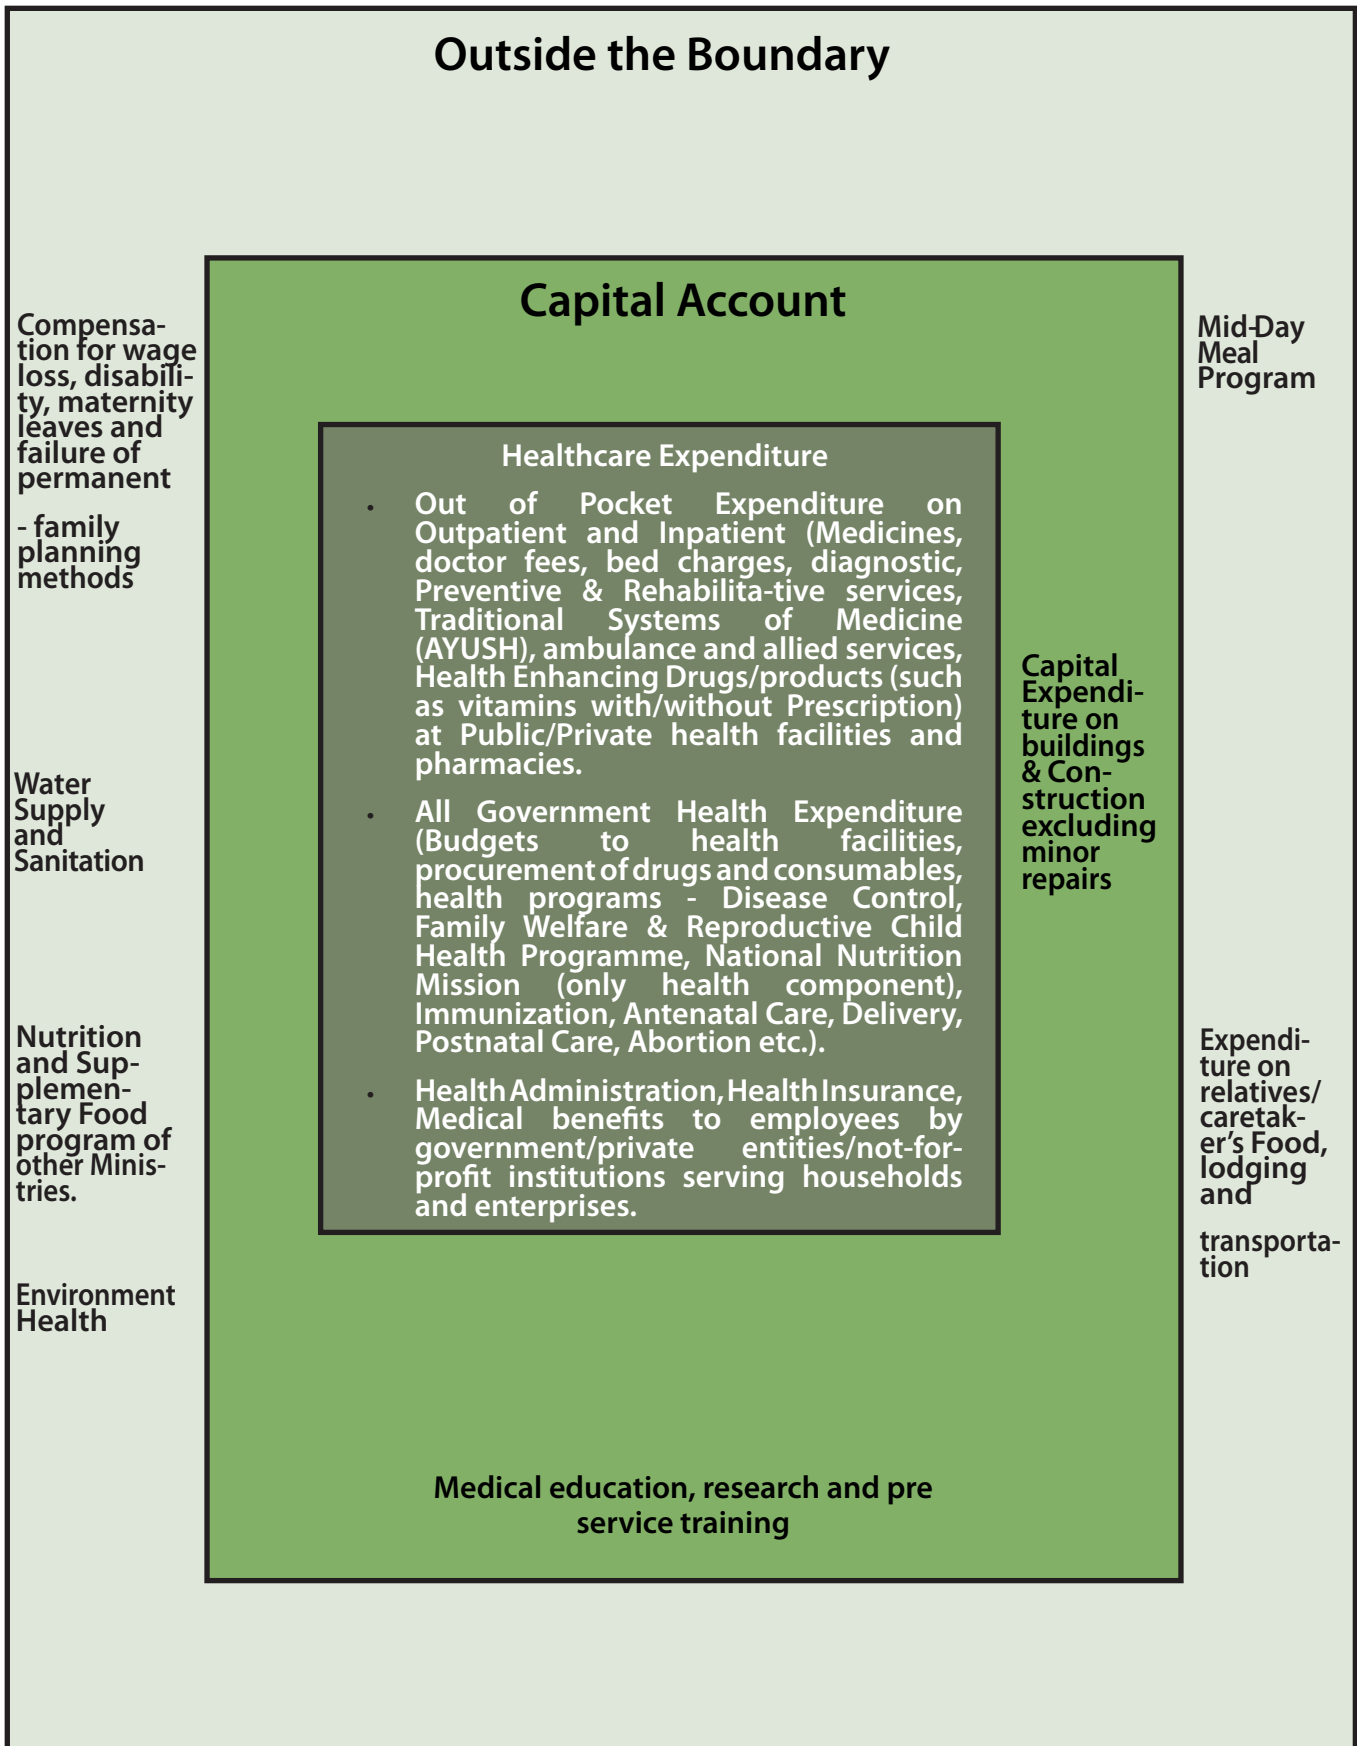 Outside the Boundary
Capital Account
Compensa-
tion for wage
loss, disabili-
ty, maternity
leaves and
failure of
permanent
- family
planning
methods
Water
Supply
and
Sanitation
Nutrition
and Sup-
plemen-
tary Food
program of
other Minis-
tries.
Environment
Health
Healthcare Expenditure
• Out of Pocket Expenditure on
Outpatient and Inpatient (Medicines,
doctor fees, bed charges, diagnostic,
Preventive & Rehabilita-tive services,
Traditional Systems of Medicine
(AYUSH), ambulance and allied services,
Health Enhancing Drugs/products (such
as vitamins with/without Prescription)
at Public/Private health facilities and
pharmacies.
• All Government Health Expenditure
(Budgets to health facilities,
procurement of drugs and consumables,
health programs - Disease Control,
Family Welfare & Reproductive Child
Health Programme, National Nutrition
Mission (only health component),
Immunization, Antenatal Care, Delivery,
Postnatal Care, Abortion etc.).
• Health Administration, Health Insurance,
Medical benefits to employees by
government/private entities/not-for-
profit institutions serving households
and enterprises.
Capital
Expendi-
ture on
buildings
& Con-
struction
excluding
minor
repairs
Medical education, research and pre
service training
Mid-Day
Meal
Program
Expendi-
ture on
relatives/
caretak-
er's Food,
lodging
and
transporta-
tion